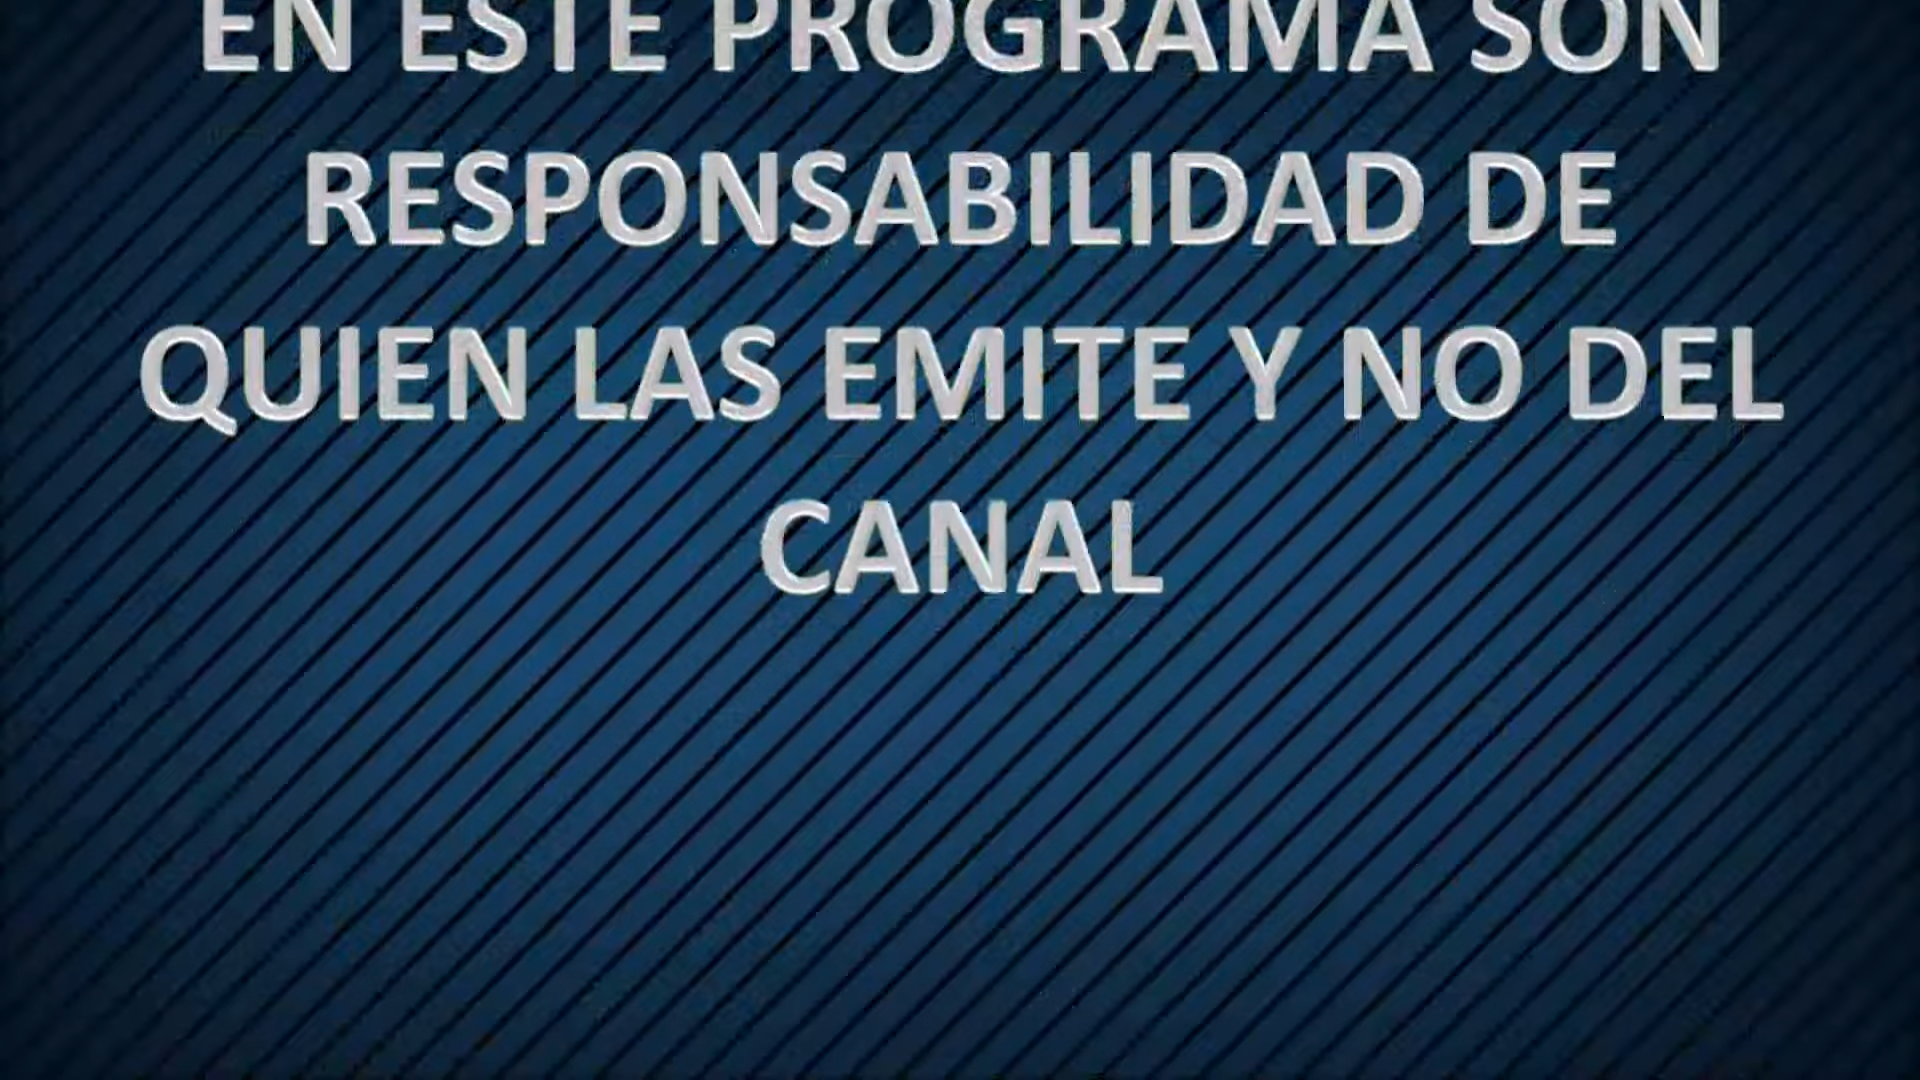 EN ESTE PROGRAMA SON
RESPONSABILIDAD DE
QUIEN LAS EMITE Y NO DEL
CANAL